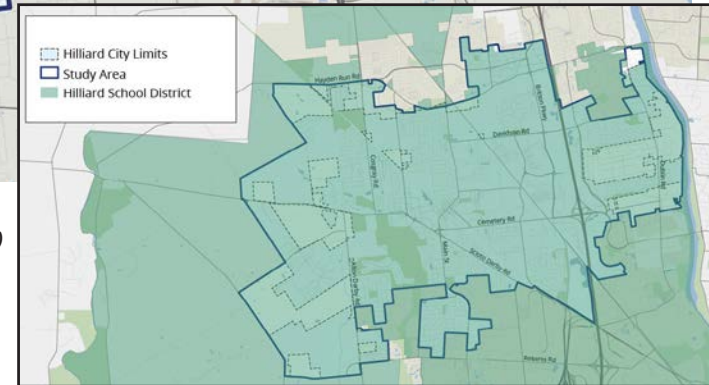 Hilliard City Limits
Study Area
Hilliard School District
Hayden Run Rd
Britton Pkwy
Davidson Rd
Cosgray Rd
Dublin Rd
Cemetery Rd
Main St
Scioto Darby Rd
Alton Darby Rd
Roberts Rd